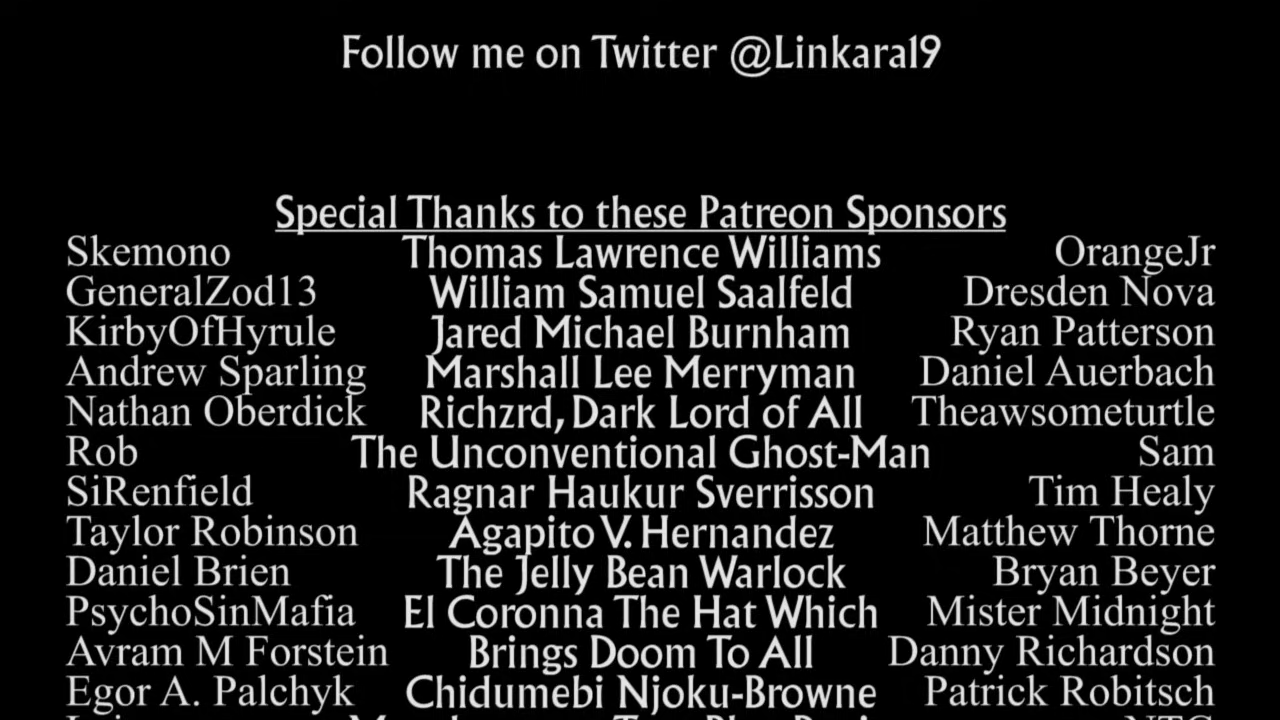 Follow me on Twitter @Linkara19
Special Thanks to these Patreon Sponsors
Skemono Thomas Lawrence Williams OrangeJr
GeneralZod13 William Samuel Saalfeld Dresden Nova
KirbyOfHyrule Jared Michael Burnham Ryan Patterson
Andrew Sparling Marshall Lee Merryman Daniel Auerbach
Nathan Oberdick Richzrd, Dark Lord of All Theawsometurtle
Rob The Unconventional Ghost-Man Sam
SiRenfield Ragnar Haukur Sverrisson Tim Healy
Taylor Robinson Agapito V. Hernandez Matthew Thorne
Daniel Brien The Jelly Bean Warlock Bryan Beyer
PsychoSinMafia El Coronna The Hat Which Mister Midnight
Avram M Forstein Brings Doom To All Danny Richardson
Egor A. Palchyk Chidumebi Njoku-Browne Patrick Robitsch